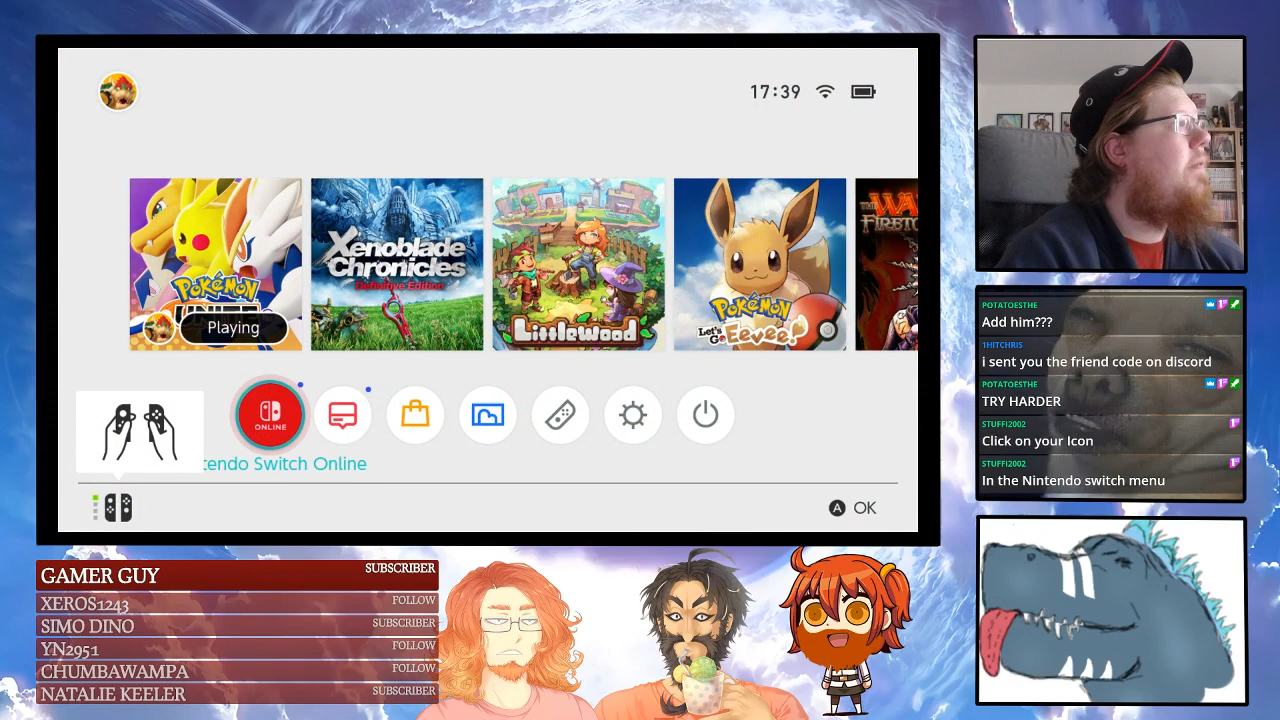 17:39
POKÉMON
UNITE
Playing
Xenoblade
Chronicles
Definitive Edition
Littlewood
POKÉMON
Let's Go Eevee!
ONLINE
tendo Switch Online
A OK
POTATOESTHE
Add him???
1HITCHRIS
i sent you the friend code on discord
POTATOESTHE
TRY HARDER
STUFFI2002
Click on your Icon
STUFFI2002
In the Nintendo switch menu
GAMER GUY SUBSCRIBER
XEROS1243 FOLLOW
SIMO DINO SUBSCRIBER
YN2951 FOLLOW
CHUMBAWAMPA FOLLOW
NATALIE KEELER SUBSCRIBER